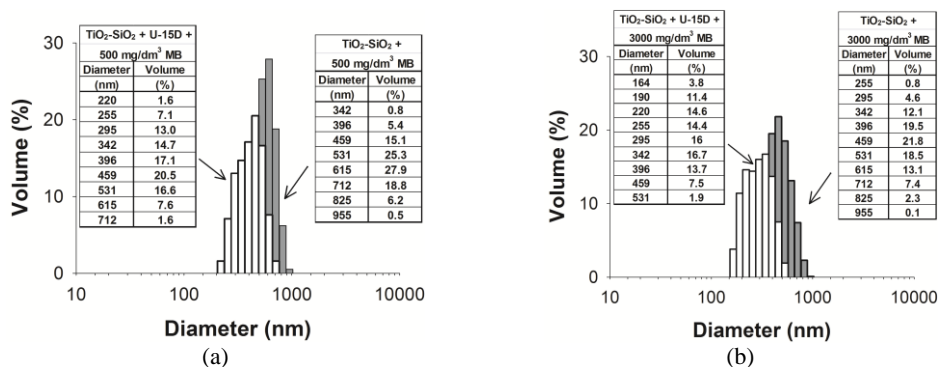 TiO₂-SiO₂ + U-15D +
500 mg/dm³ MB
Diameter Volume
(nm) (%)
220 1.6
255 7.1
295 13.0
342 14.7
396 17.1
459 20.5
531 16.6
615 7.6
712 1.6
TiO₂-SiO₂ +
500 mg/dm³ MB
Diameter Volume
(nm) (%)
342 0.8
396 5.4
459 15.1
531 25.3
615 27.9
712 18.8
825 6.2
955 0.5
Volume (%)
30
20
10
0
10 100 1000 10000
Diameter (nm)
(a)
TiO₂-SiO₂ + U-15D +
3000 mg/dm³ MB
Diameter Volume
(nm) (%)
164 3.8
190 11.4
220 14.6
255 14.4
295 16
342 16.7
396 13.7
459 7.5
531 1.9
TiO₂-SiO₂ +
3000 mg/dm³ MB
Diameter Volume
(nm) (%)
255 0.8
295 4.6
342 12.1
396 19.5
459 21.8
531 18.5
615 13.1
712 7.4
825 2.3
955 0.1
Volume (%)
30
20
10
0
10 100 1000 10000
Diameter (nm)
(b)